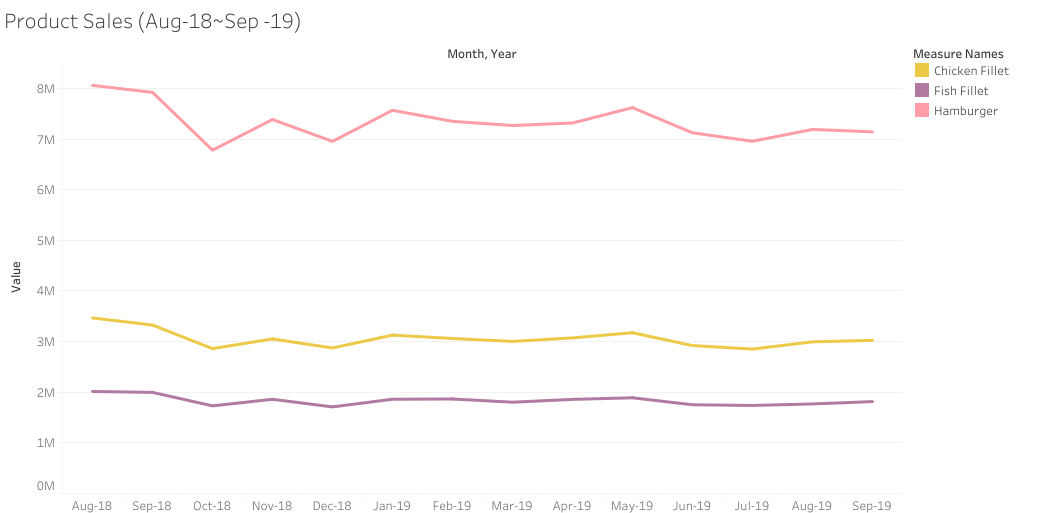 Product Sales (Aug-18~Sep -19)
Month, Year
Measure Names
Chicken Fillet
Fish Fillet
Hamburger
Value
8M
7M
6M
5M
4M
3M
2M
1M
0M
Aug-18 Sep-18 Oct-18 Nov-18 Dec-18 Jan-19 Feb-19 Mar-19 Apr-19 May-19 Jun-19 Jul-19 Aug-19 Sep-19